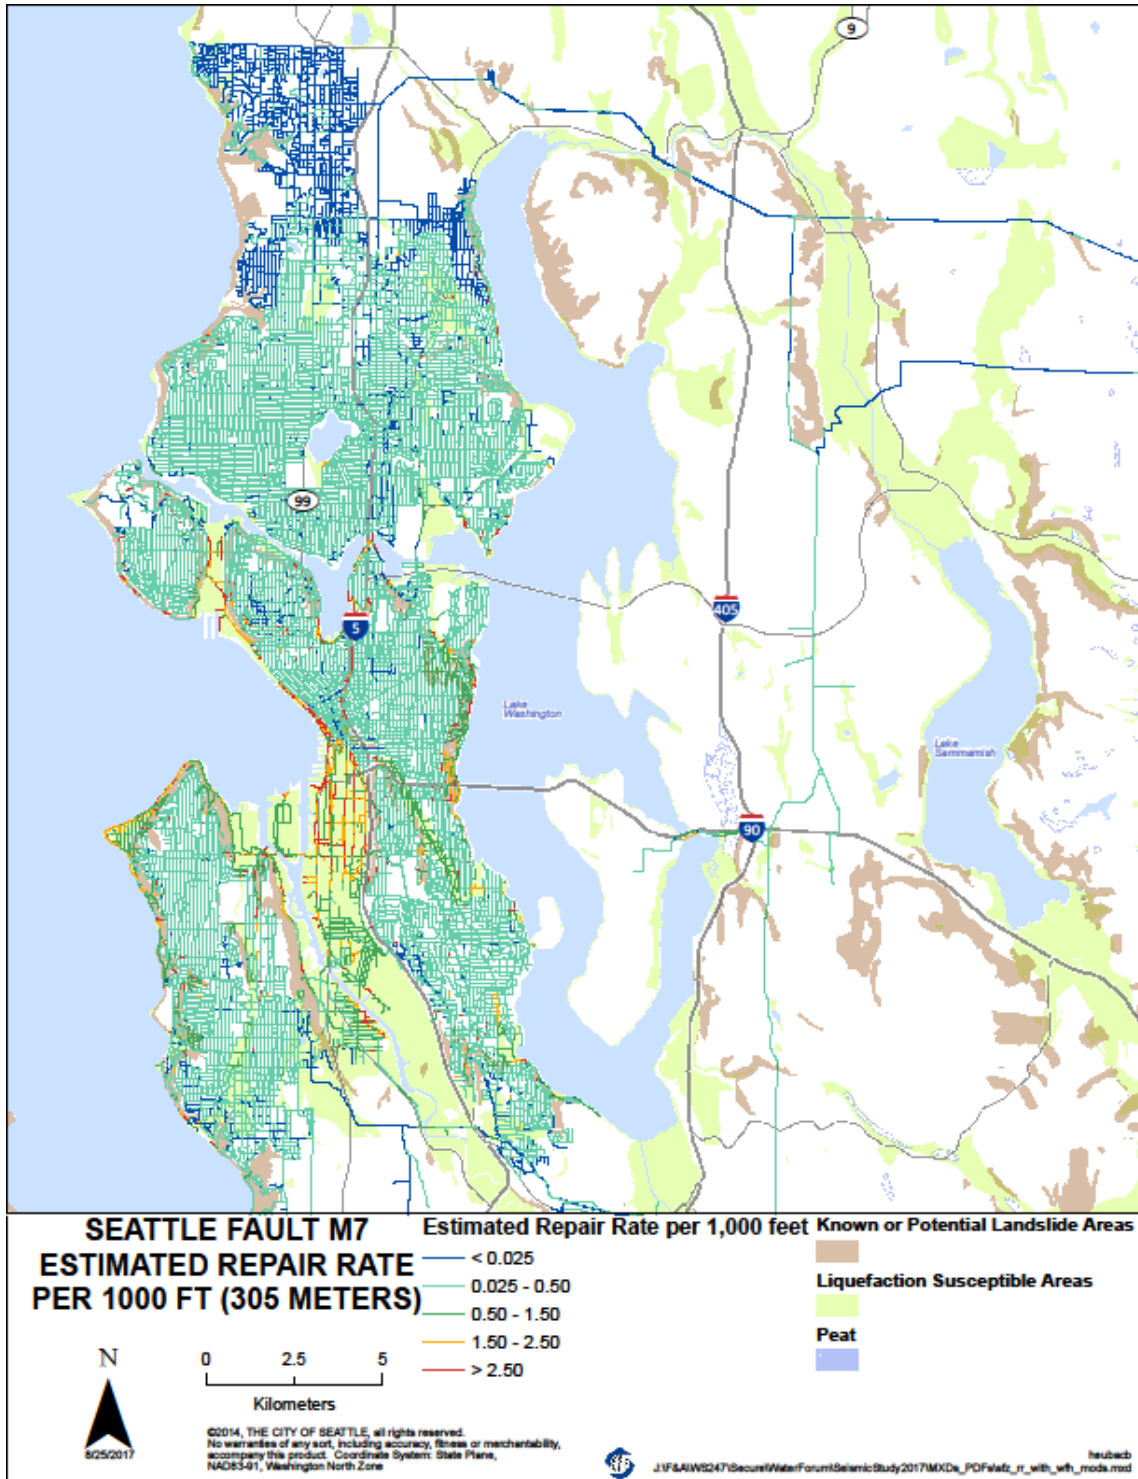 9
99
5
405
Lake
Washington
Lake
Sammamish
90
SEATTLE FAULT M7
ESTIMATED REPAIR RATE
PER 1000 FT (305 METERS)
Estimated Repair Rate per 1,000 feet
< 0.025
0.025 - 0.50
0.50 - 1.50
1.50 - 2.50
> 2.50
Known or Potential Landslide Areas
Liquefaction Susceptible Areas
Peat
N
8/25/2017
0 2.5 5
Kilometers
©2014, THE CITY OF SEATTLE, all rights reserved.
No warranties of any sort, including accuracy, fitness or merchantability,
accompany this product. Coordinate System: State Plane,
NAD83-91, Washington North Zone
heubach